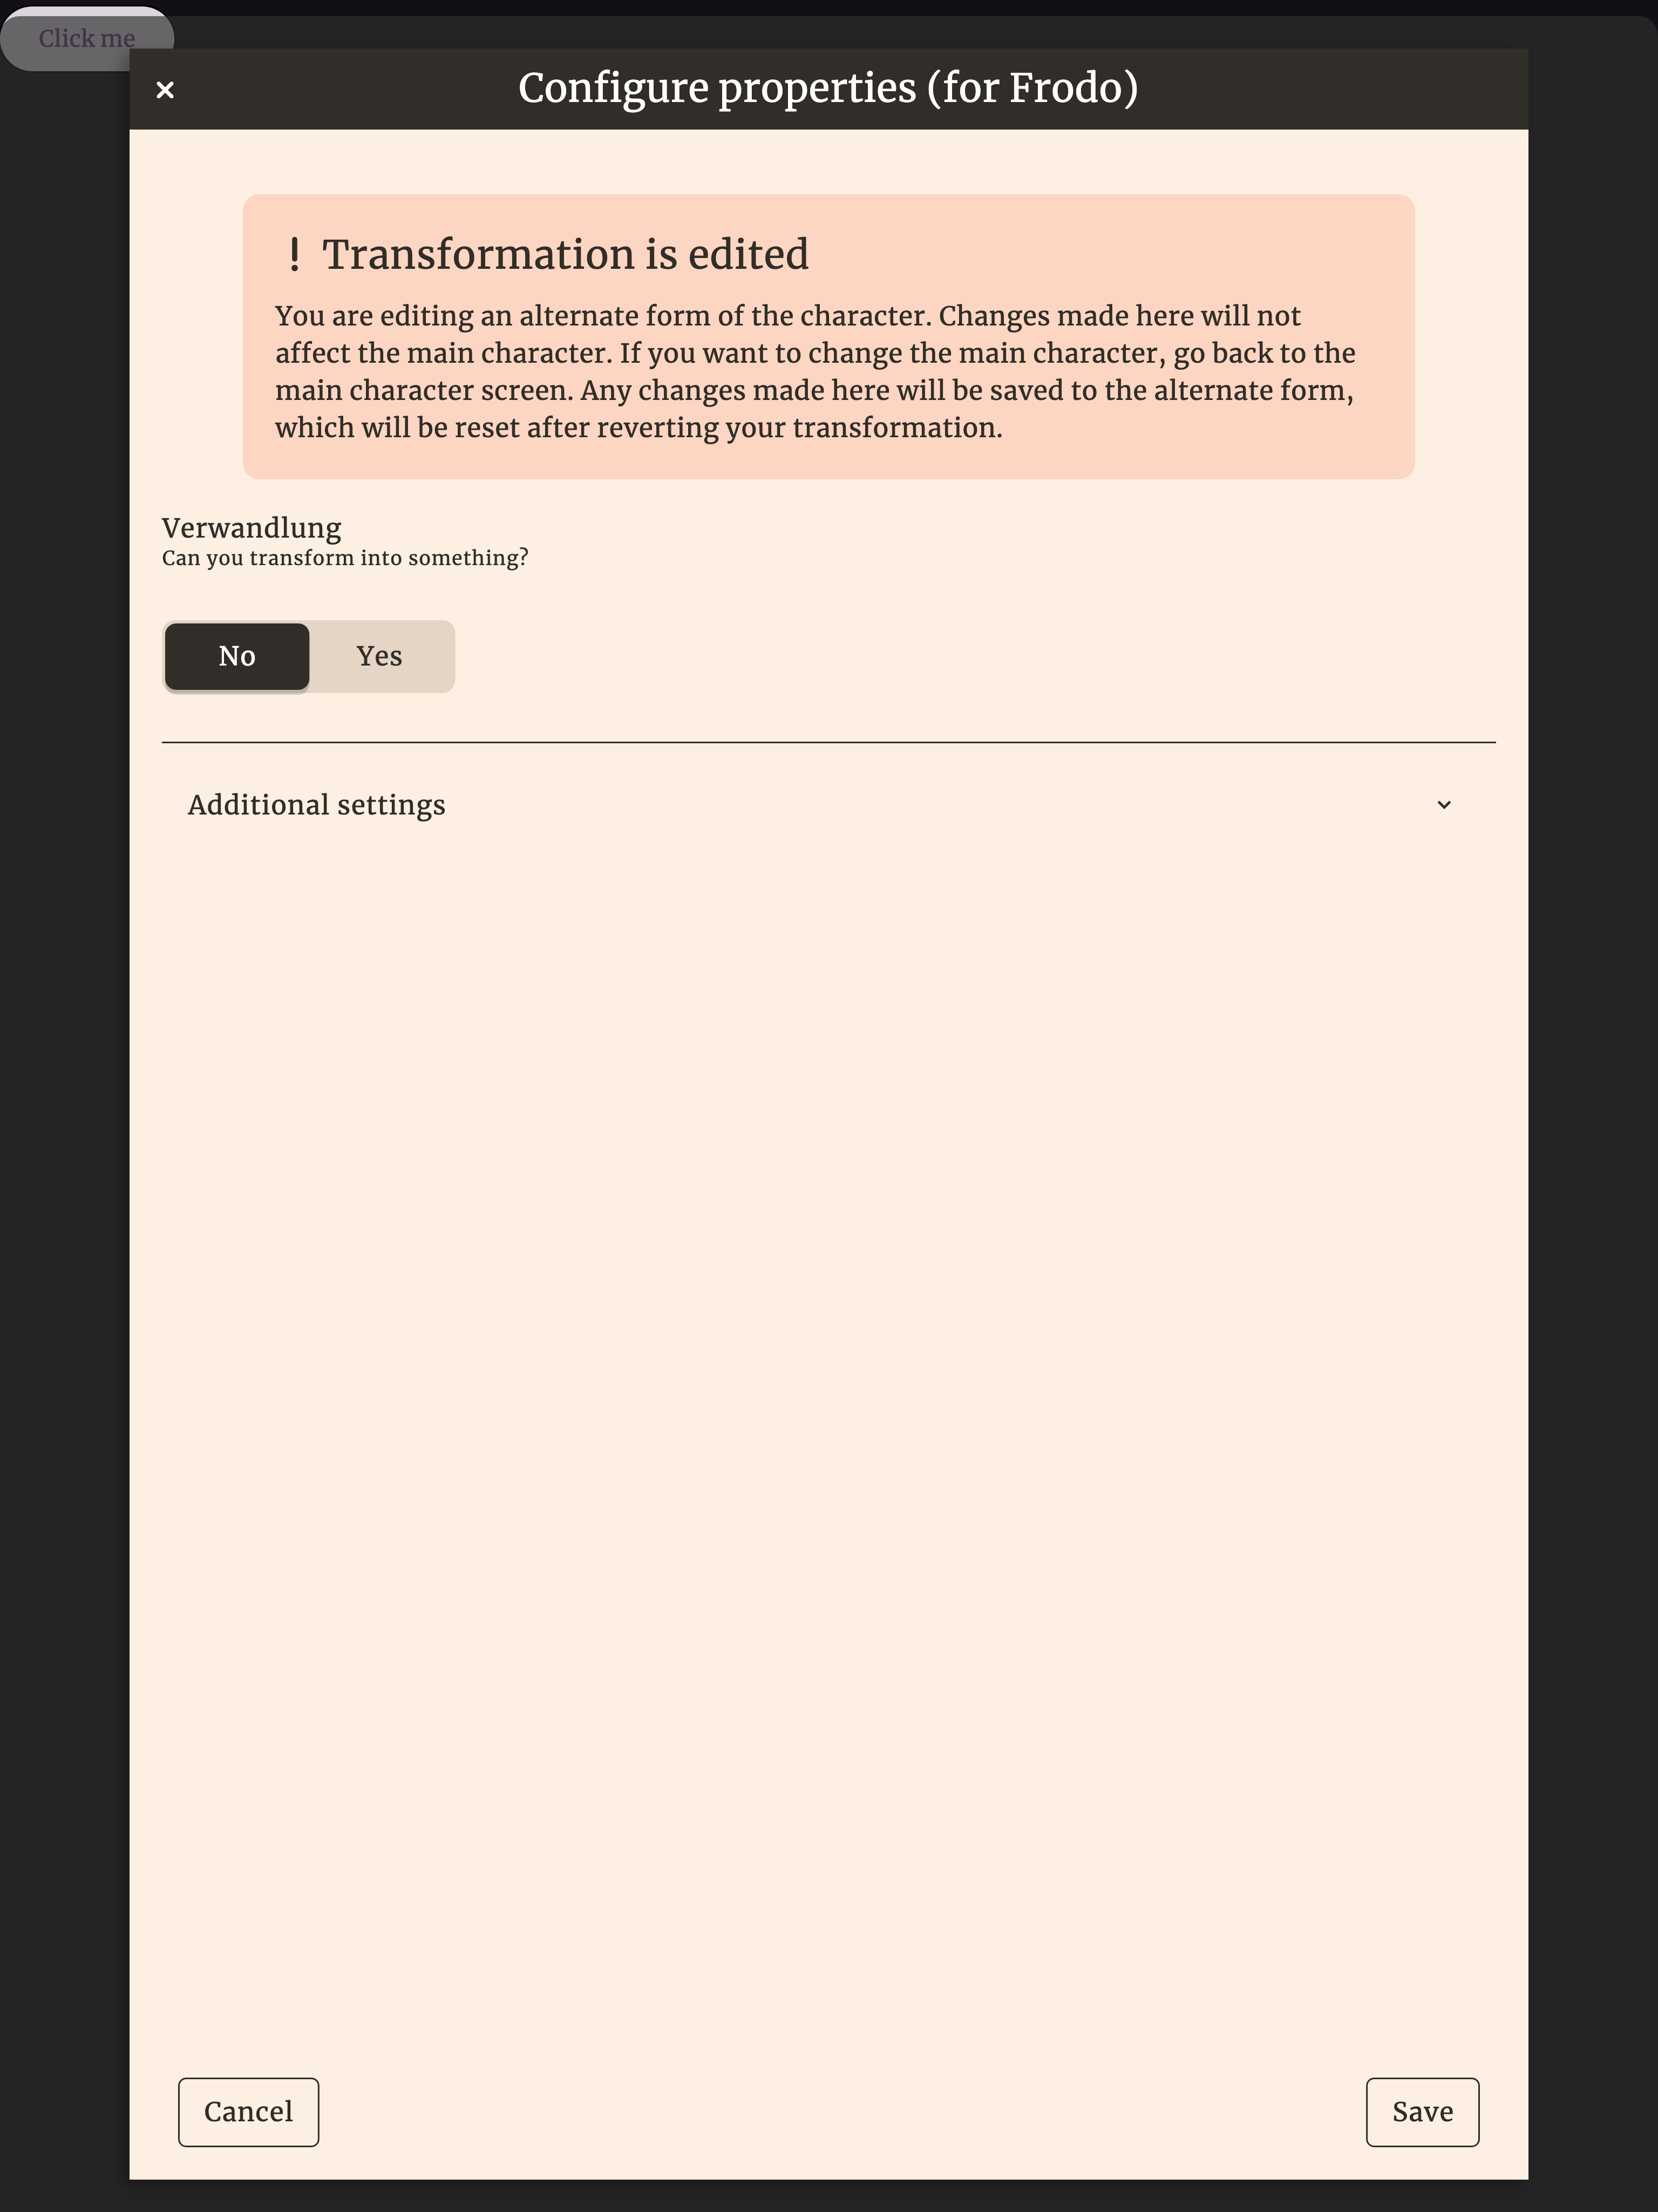 Click me
Configure properties (for Frodo)
! Transformation is edited
You are editing an alternate form of the character. Changes made here will not
affect the main character. If you want to change the main character, go back to the
main character screen. Any changes made here will be saved to the alternate form,
which will be reset after reverting your transformation.
Verwandlung
Can you transform into something?
No Yes
Additional settings
Cancel Save